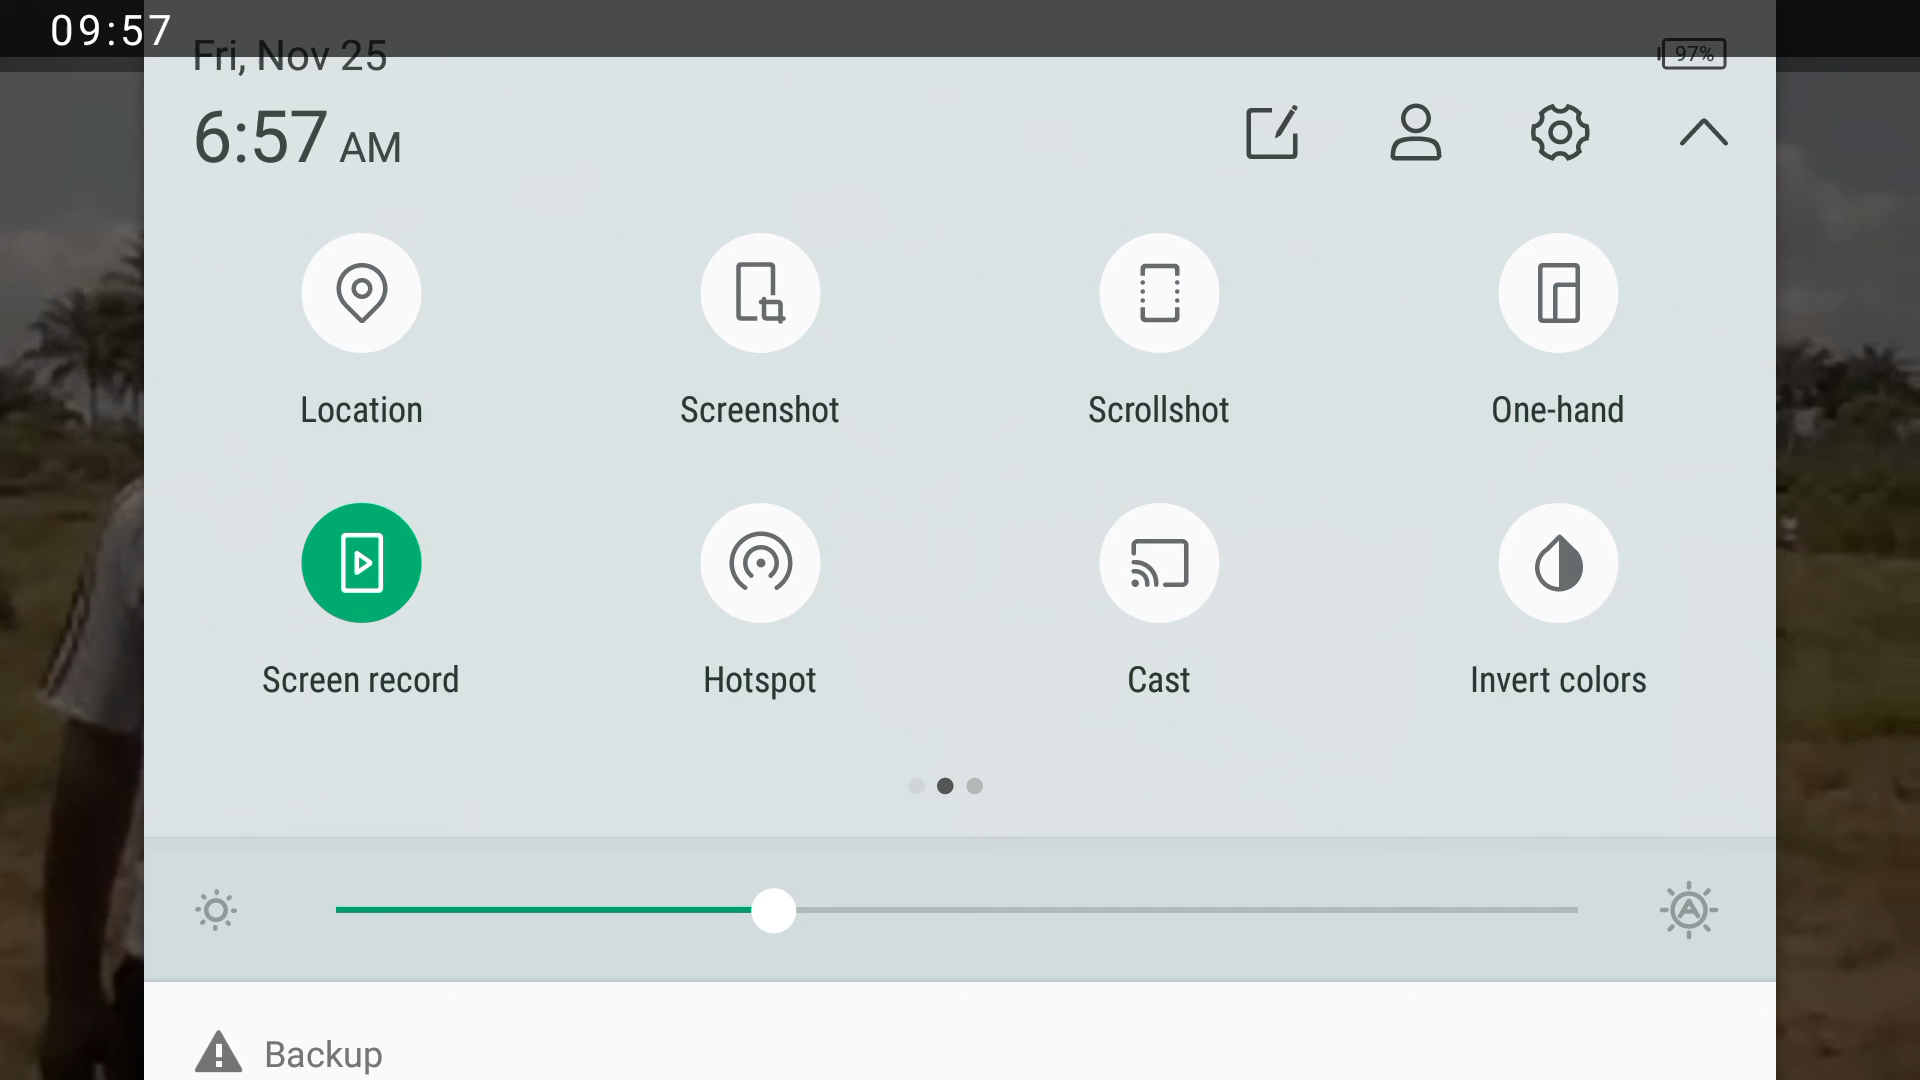 09:57
Fri, Nov 25
97%
6:57 AM
Location
Screenshot
Scrollshot
One-hand
Screen record
Hotspot
Cast
Invert colors
A
Backup